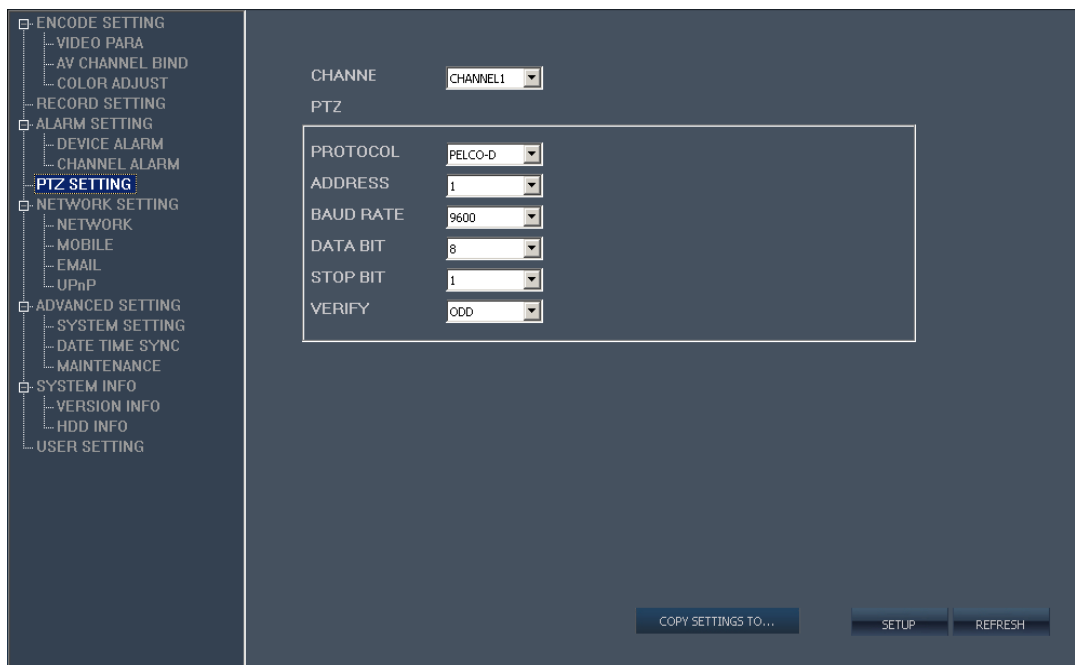 ENCODE SETTING
VIDEO PARA
AV CHANNEL BIND
COLOR ADJUST
RECORD SETTING
ALARM SETTING
DEVICE ALARM
CHANNEL ALARM
PTZ SETTING
NETWORK SETTING
NETWORK
MOBILE
EMAIL
UPnP
ADVANCED SETTING
SYSTEM SETTING
DATE TIME SYNC
MAINTENANCE
SYSTEM INFO
VERSION INFO
HDD INFO
USER SETTING
CHANNE CHANNEL1
PTZ
PROTOCOL PELCO-D
ADDRESS 1
BAUD RATE 9600
DATA BIT 8
STOP BIT 1
VERIFY ODD
COPY SETTINGS TO... SETUP REFRESH